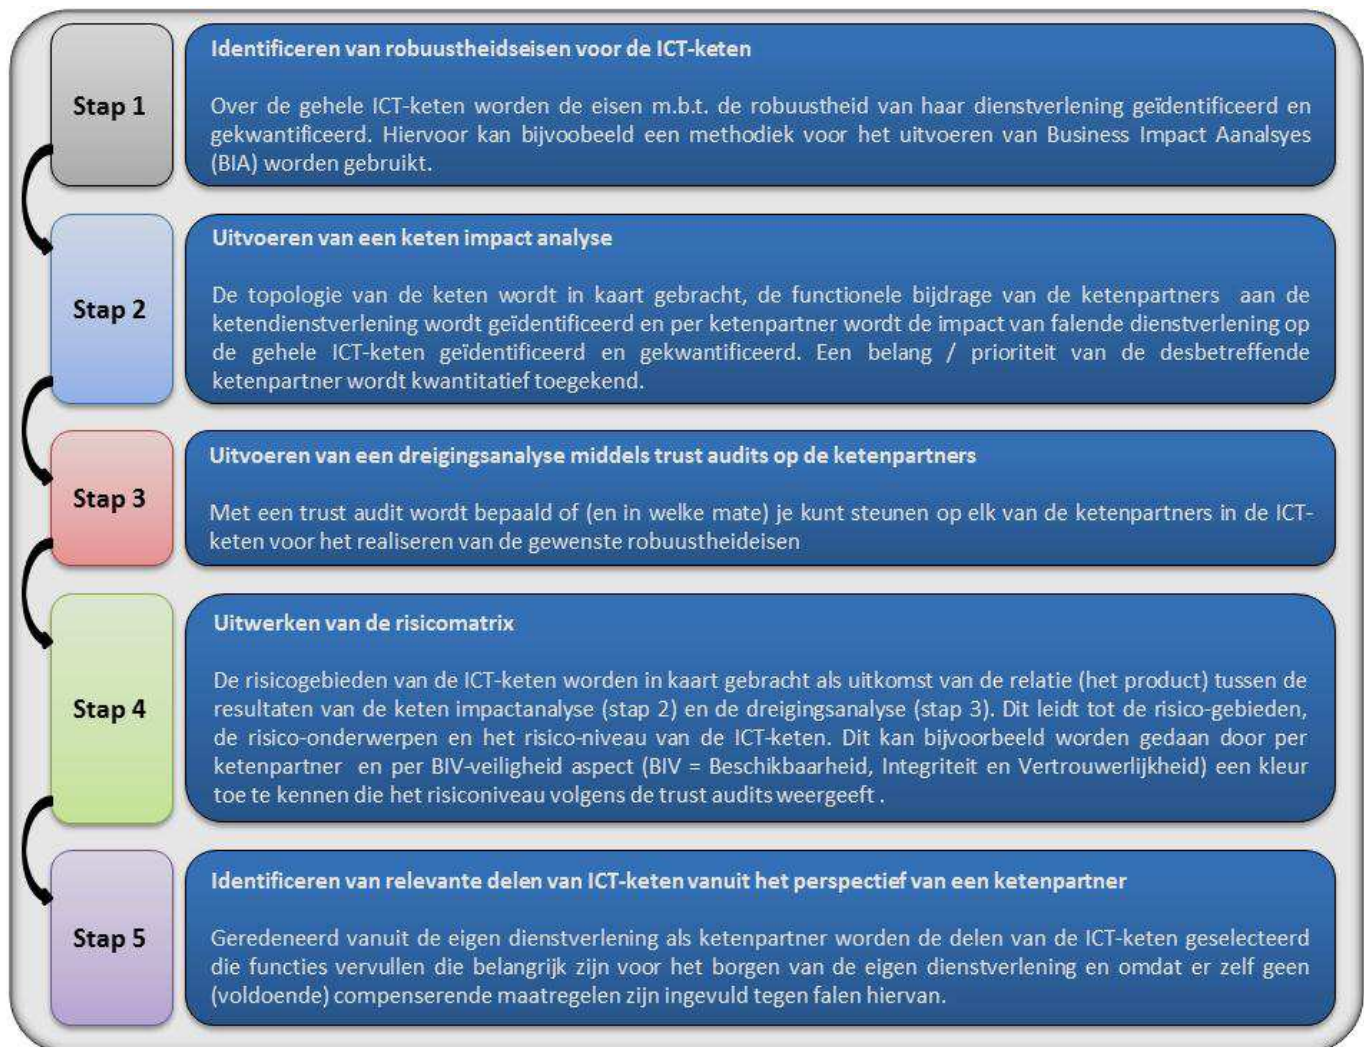 Stap 1
Identificeren van robuustheidseisen voor de ICT-keten
Over de gehele ICT-keten worden de eisen m.b.t. de robuustheid van haar dienstverlening geïdentificeerd en
gekwantificeerd. Hiervoor kan bijvoobeeld een methodiek voor het uitvoeren van Business Impact Aanalsyes
(BIA) worden gebruikt.
Stap 2
Uitvoeren van een keten impact analyse
De topologie van de keten wordt in kaart gebracht, de functionele bijdrage van de ketenpartners aan de
ketendienstverlening wordt geïdentificeerd en per ketenpartner wordt de impact van falende dienstverlening op
de gehele ICT-keten geïdentificeerd en gekwantificeerd. Een belang / prioriteit van de desbetreffende
ketenpartner wordt kwantitatief toegekend.
Stap 3
Uitvoeren van een dreigingsanalyse middels trust audits op de ketenpartners
Met een trust audit wordt bepaald of (en in welke mate) je kunt steunen op elk van de ketenpartners in de ICT-
keten voor het realiseren van de gewenste robuustheideisen
Stap 4
Uitwerken van de risicomatrix
De risicogebieden van de ICT-keten worden in kaart gebracht als uitkomst van de relatie (het product) tussen de
resultaten van de keten impactanalyse (stap 2) en de dreigingsanalyse (stap 3). Dit leidt tot de risico-gebieden,
de risico-onderwerpen en het risico-niveau van de ICT-keten. Dit kan bijvoorbeeld worden gedaan door per
ketenpartner en per BIV-veiligheid aspect (BIV = Beschikbaarheid, Integriteit en Vertrouwerlijkheid) een kleur
toe te kennen die het risiconiveau volgens de trust audits weergeeft .
Stap 5
Identificeren van relevante delen van ICT-keten vanuit het perspectief van een ketenpartner
Geredeneerd vanuit de eigen dienstverlening als ketenpartner worden de delen van de ICT-keten geselecteerd
die functies vervullen die belangrijk zijn voor het borgen van de eigen dienstverlening en omdat er zelf geen
(voldoende) compenserende maatregelen zijn ingevuld tegen falen hiervan.